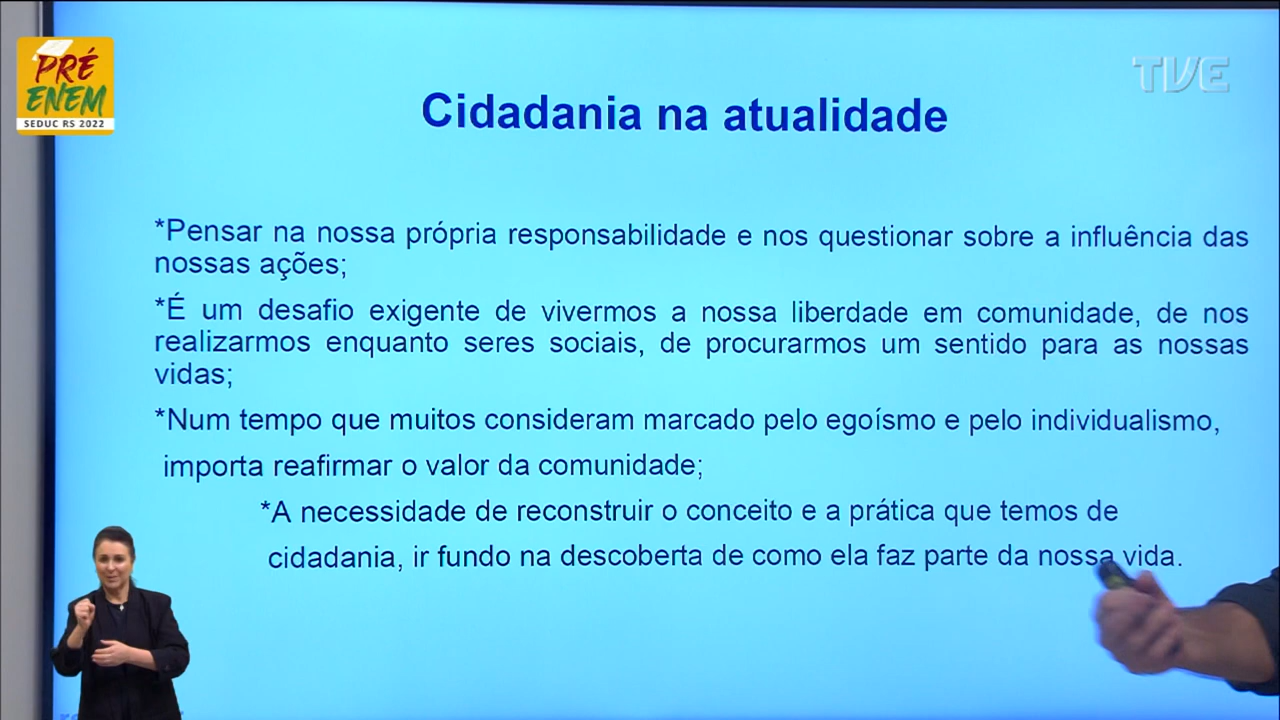 PRÉ
ENEM
SEDUC RS 2022
TVE
Cidadania na atualidade
*Pensar na nossa própria responsabilidade e nos questionar sobre a influência das
nossas ações;
*É um desafio exigente de vivermos a nossa liberdade em comunidade, de nos
realizarmos enquanto seres sociais, de procurarmos um sentido para as nossas
vidas;
*Num tempo que muitos consideram marcado pelo egoísmo e pelo individualismo,
importa reafirmar o valor da comunidade;
*A necessidade de reconstruir o conceito e a prática que temos de
cidadania, ir fundo na descoberta de como ela faz parte da nossa vida.